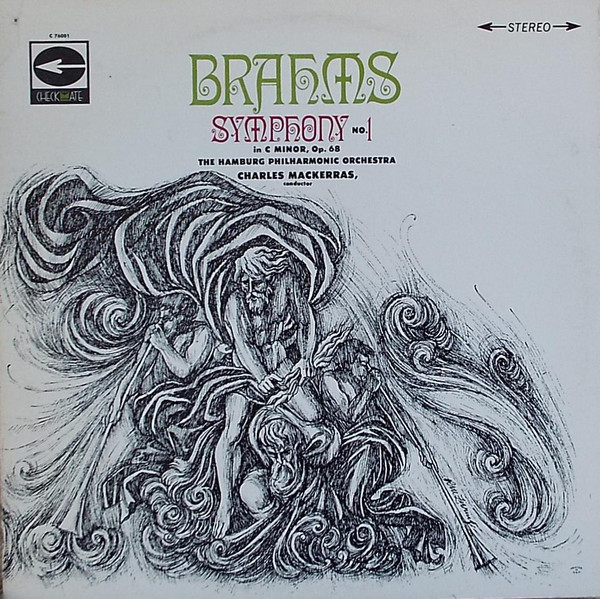 C 76001
←STEREO→
CHECKMATE
BRAHMS
SYMPHONY NO.1
in C MINOR, Op. 68
THE HAMBURG PHILHARMONIC ORCHESTRA
CHARLES MACKERRAS,
conductor